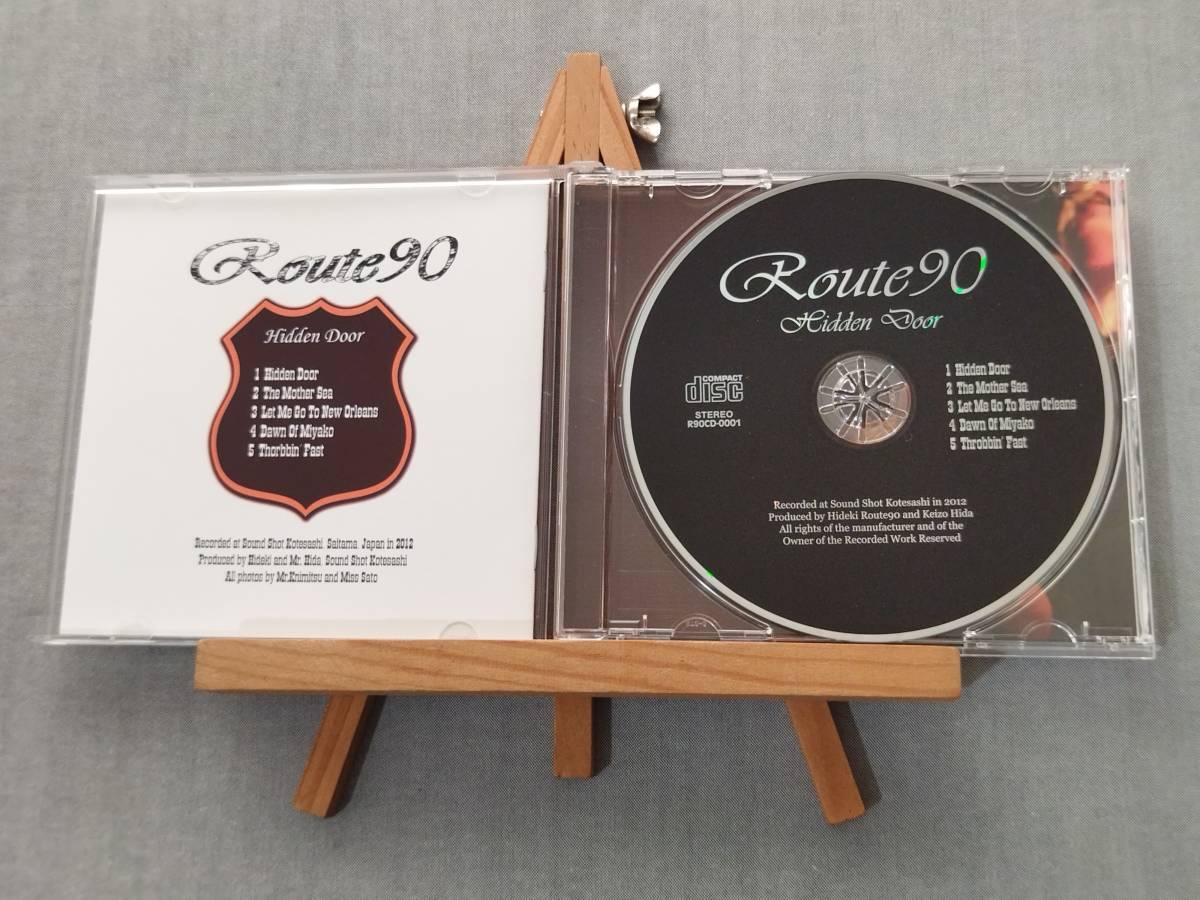 Route90
Hidden Door
1 Hidden Door
2 The Mother Sea
3 Let Me Go To New Orleans
4 Dawn Of Miyako
5 Thorbbin' Fast
Recorded at Sound Shot Kotesashi, Saitama, Japan in 2012
Produced by Hideki and Mr. Hida, Sound Shot Kotesashi
All photos by Mr.Knimitsu and Miss Sato
Route90
Hidden Door
COMPACT
disc
STEREO
R90CD-0001
1 Hidden Door
2 The Mother Sea
3 Let Me Go To New Orleans
4 Dawn Of Miyako
5 Throbbin' Fast
Recorded at Sound Shot Kotesashi in 2012
Produced by Hideki Route90 and Keizo Hida
All rights of the manufacturer and of the
Owner of the Recorded Work Reserved